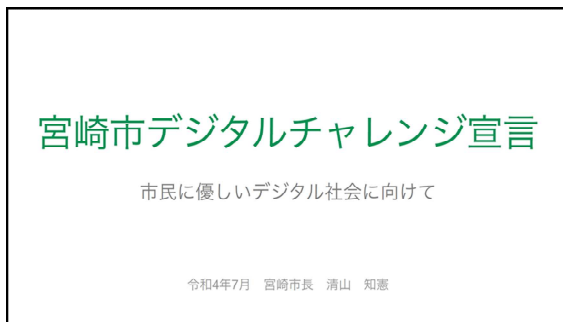 宮崎市デジタルチャレンジ宣言
市民に優しいデジタル社会に向けて
令和4年7月　宮崎市長　清山　知憲